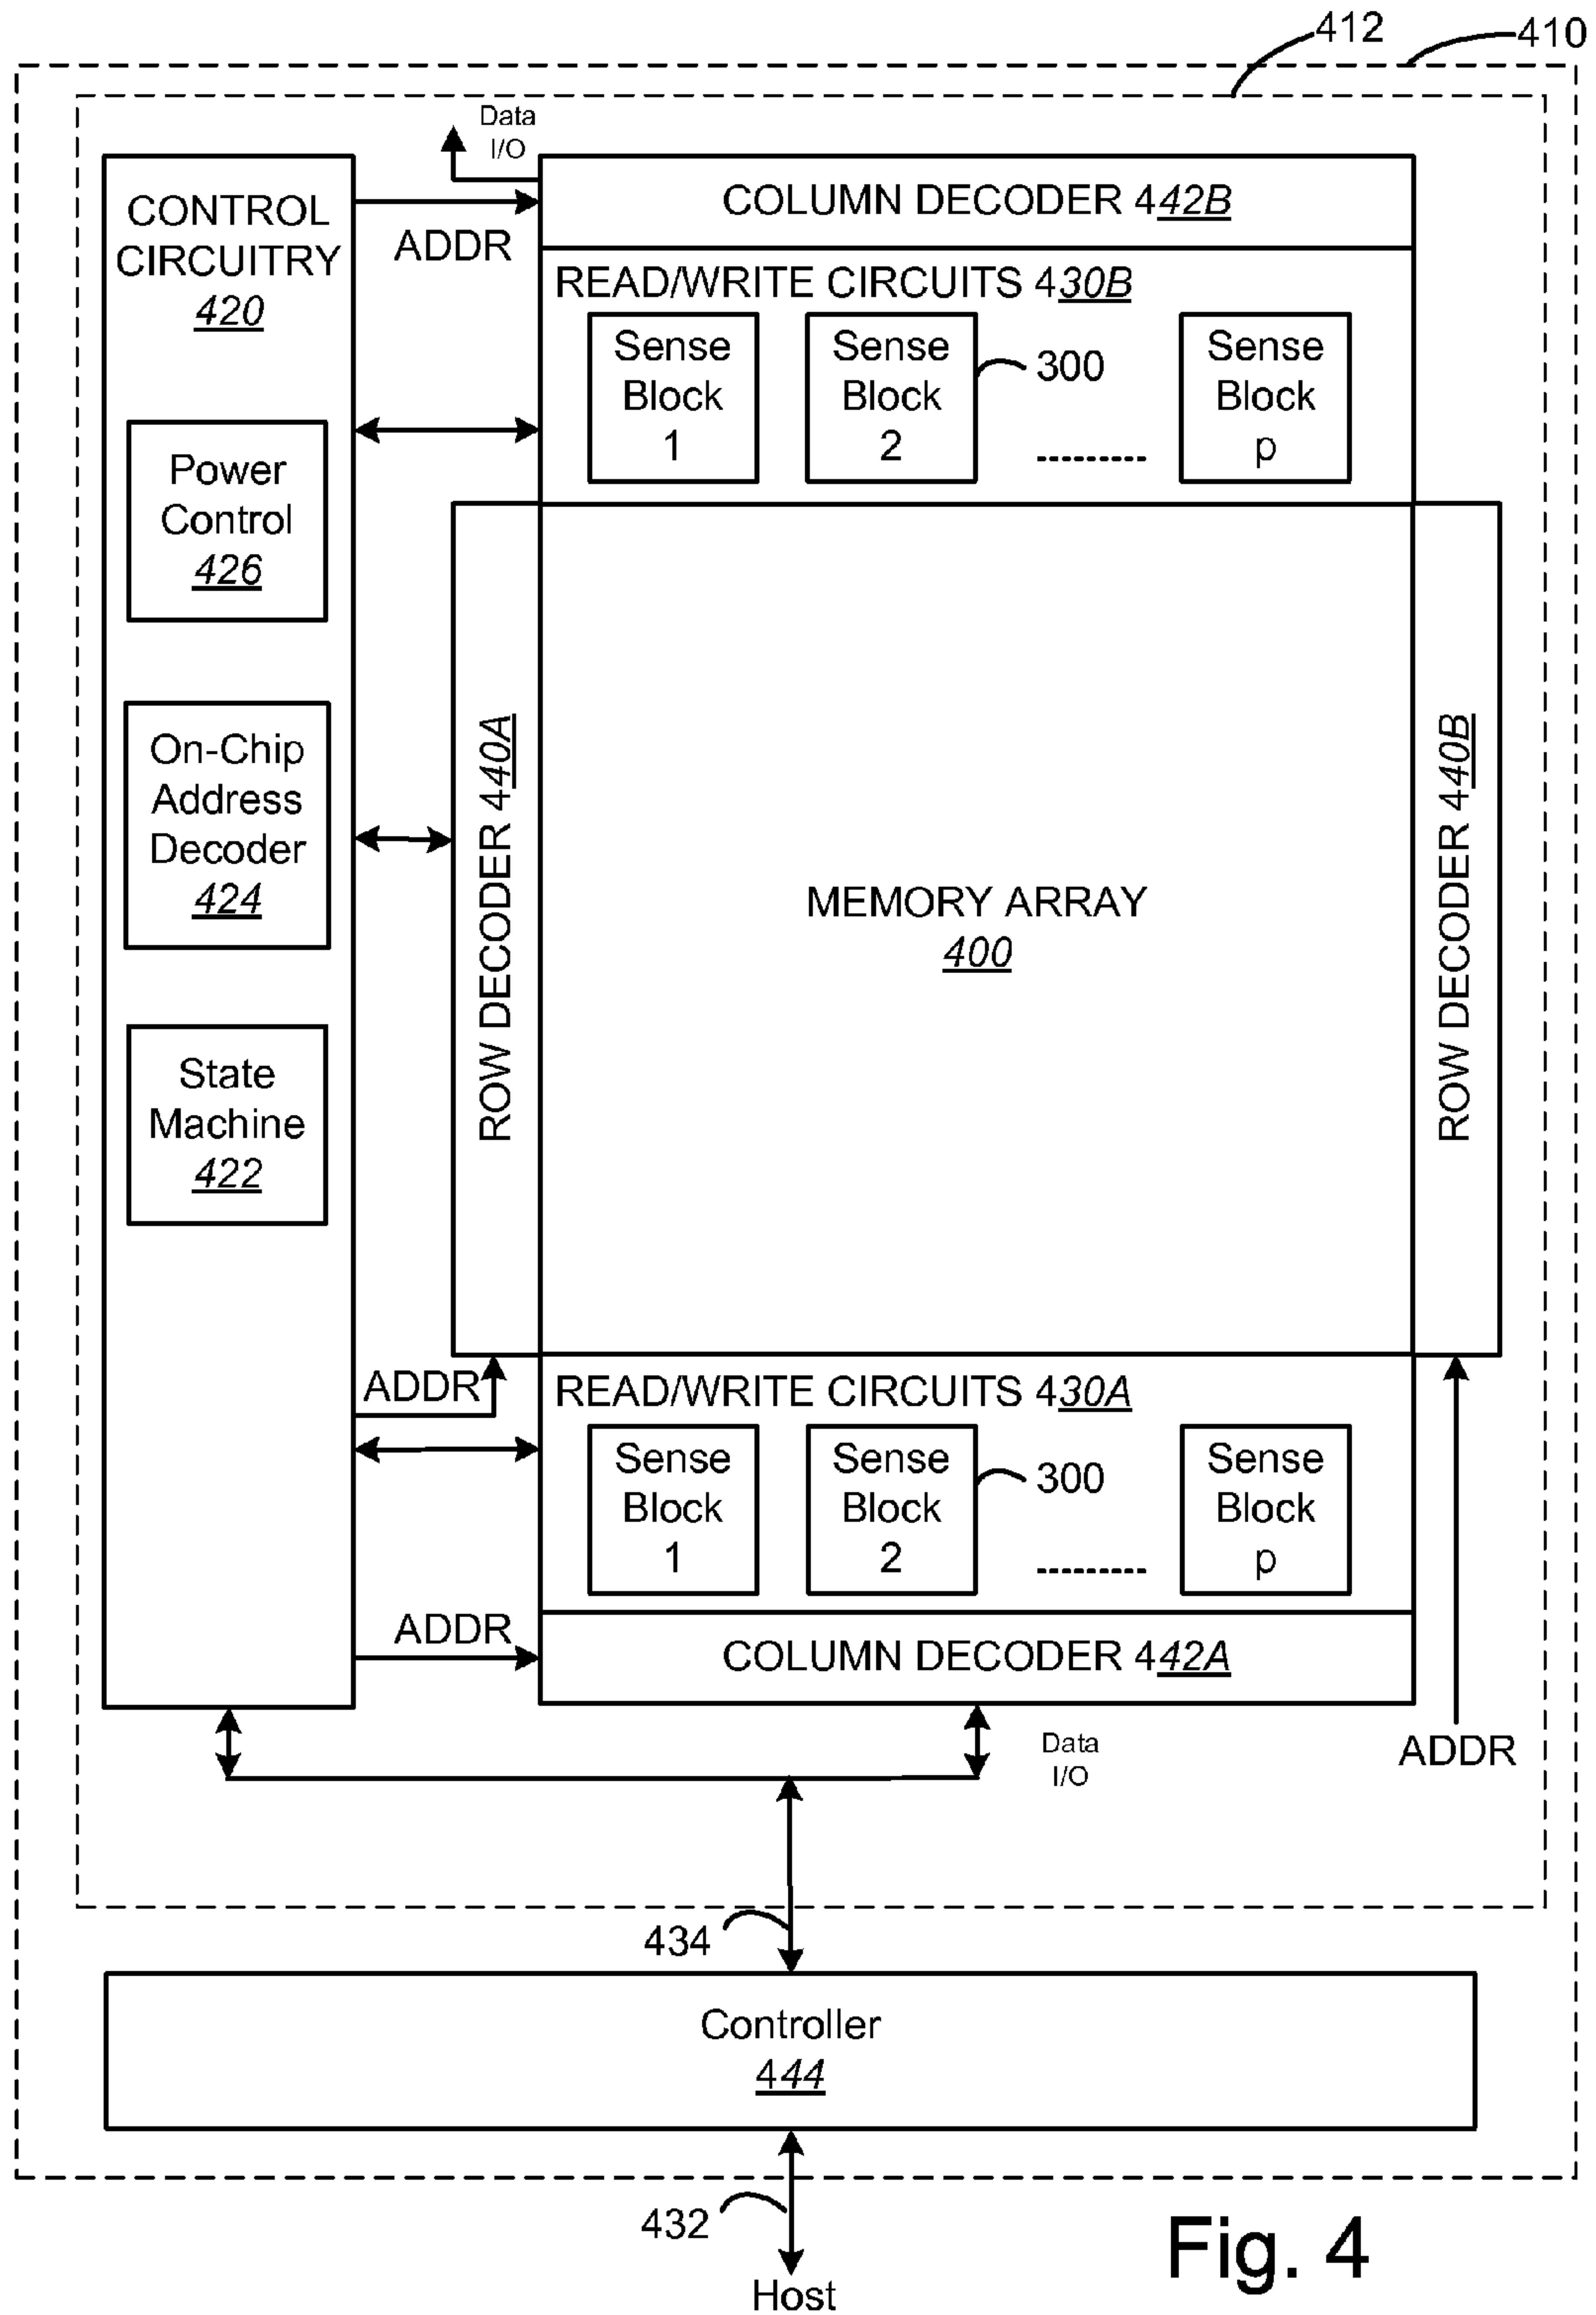 412
410
Data
I/O
CONTROL
CIRCUITRY
420
ADDR
COLUMN DECODER 442B
READ/WRITE CIRCUITS 430B
Sense
Block
1
Sense
Block
2
300
.........
Sense
Block
p
Power
Control
426
On-Chip
Address
Decoder
424
State
Machine
422
ROW DECODER 440A
MEMORY ARRAY
400
ROW DECODER 440B
ADDR
READ/WRITE CIRCUITS 430A
Sense
Block
1
Sense
Block
2
300
.........
Sense
Block
p
ADDR
COLUMN DECODER 442A
Data
I/O
ADDR
434
Controller
444
432
Host
Fig. 4